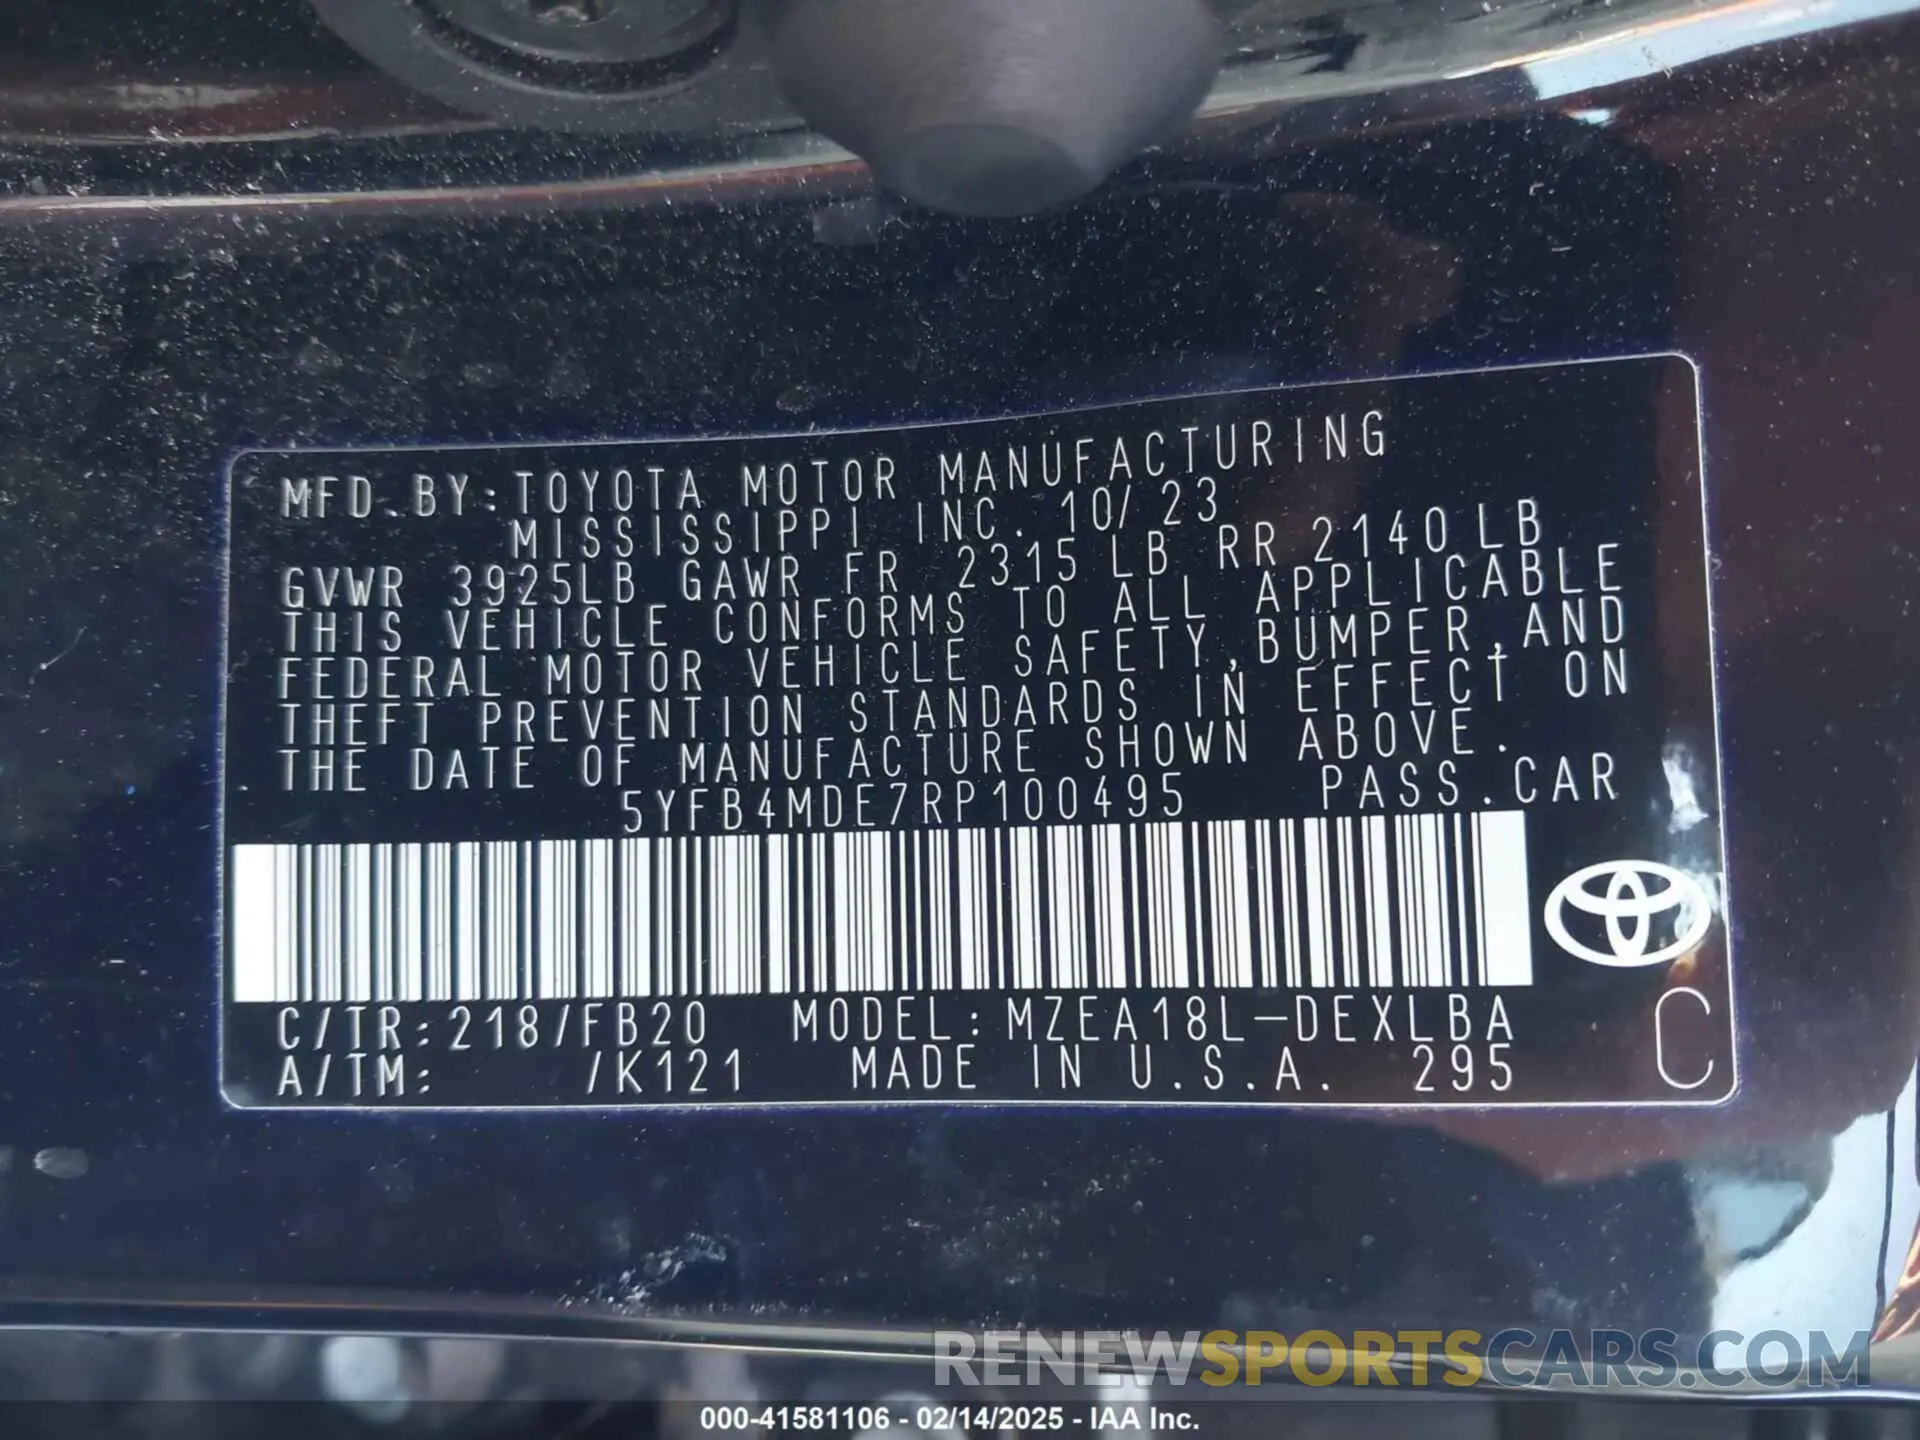 MFD. BY: TOYOTA MOTOR MANUFACTURING
MISSISSIPPI INC. 10/23
GVWR 3925LB GAWR FR 2315 LB RR 2140 LB
THIS VEHICLE CONFORMS TO ALL APPLICABLE
FEDERAL MOTOR VEHICLE SAFETY, BUMPER, AND
THEFT PREVENTION STANDARDS IN EFFECT ON
THE DATE OF MANUFACTURE SHOWN ABOVE.
5YFB4MDE7RP100495 PASS. CAR
C/TR: 218/FB20 MODEL: MZEA18L-DEXLBA
A/TM: /K121 MADE IN U.S.A. 295
C
RENEWSPORTSCARS.COM
000-41581106 - 02/14/2025 - IAA Inc.